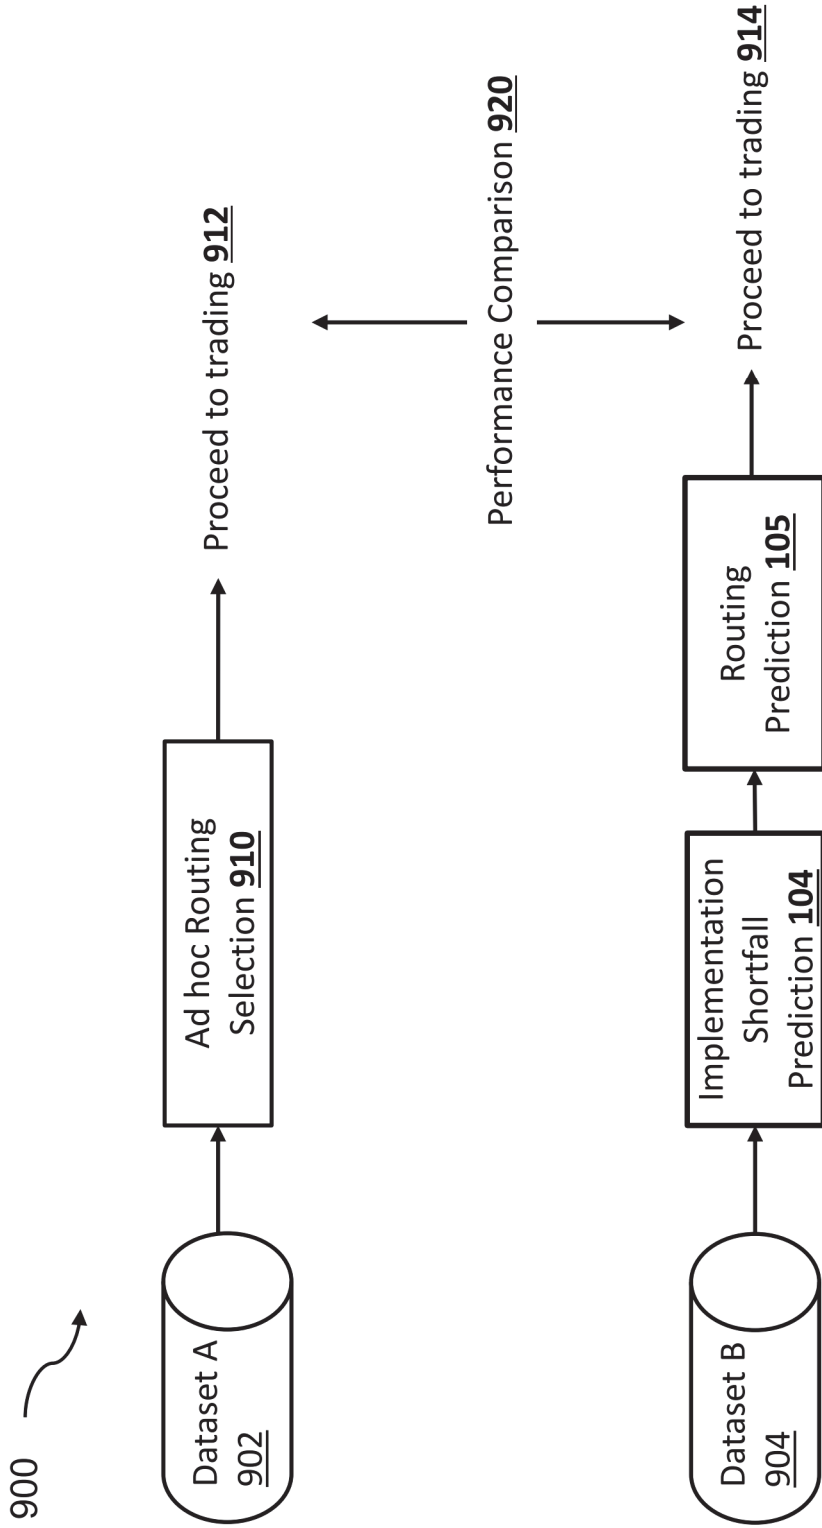 900
Dataset A
902
Ad hoc Routing
Selection 910
Proceed to trading 912
Performance Comparison 920
Dataset B
904
Implementation
Shortfall
Prediction 104
Routing
Prediction 105
Proceed to trading 914